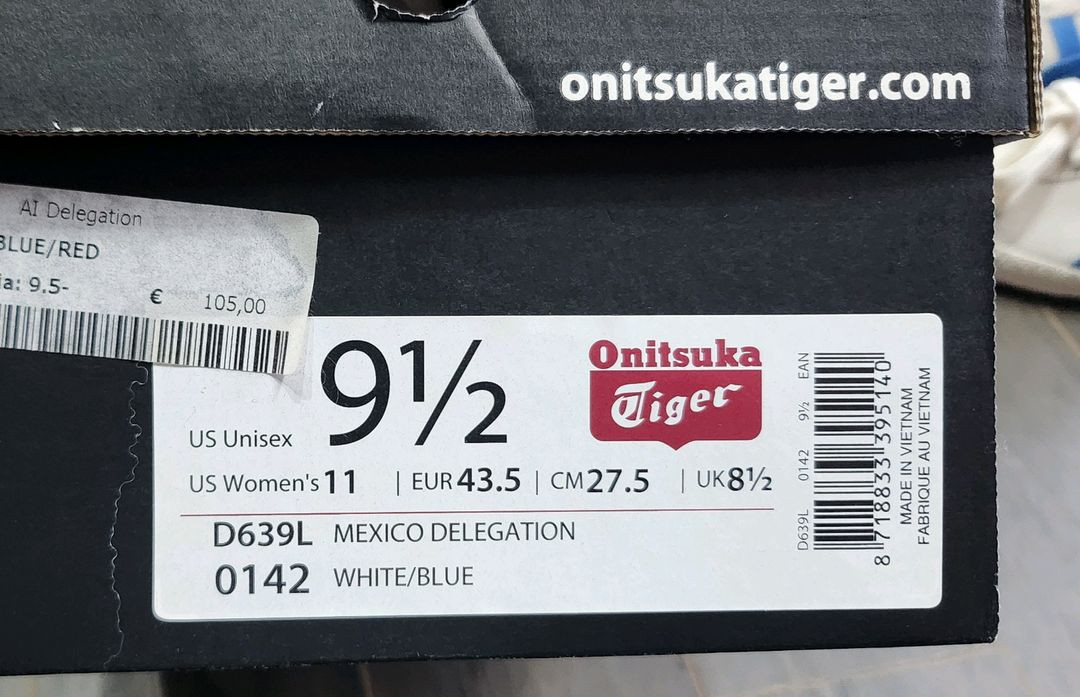 onitsukatiger.com
AI Delegation
BLUE/RED
9.5-
€ 105,00
9½
US Unisex
Onitsuka
Tiger
US Women's 11 | EUR 43.5 | CM 27.5 | UK 8½
D639L MEXICO DELEGATION
0142 WHITE/BLUE
D639L 0142 9½ EAN
8 718833 395140
MADE IN VIETNAM
FABRIQUE AU VIETNAM